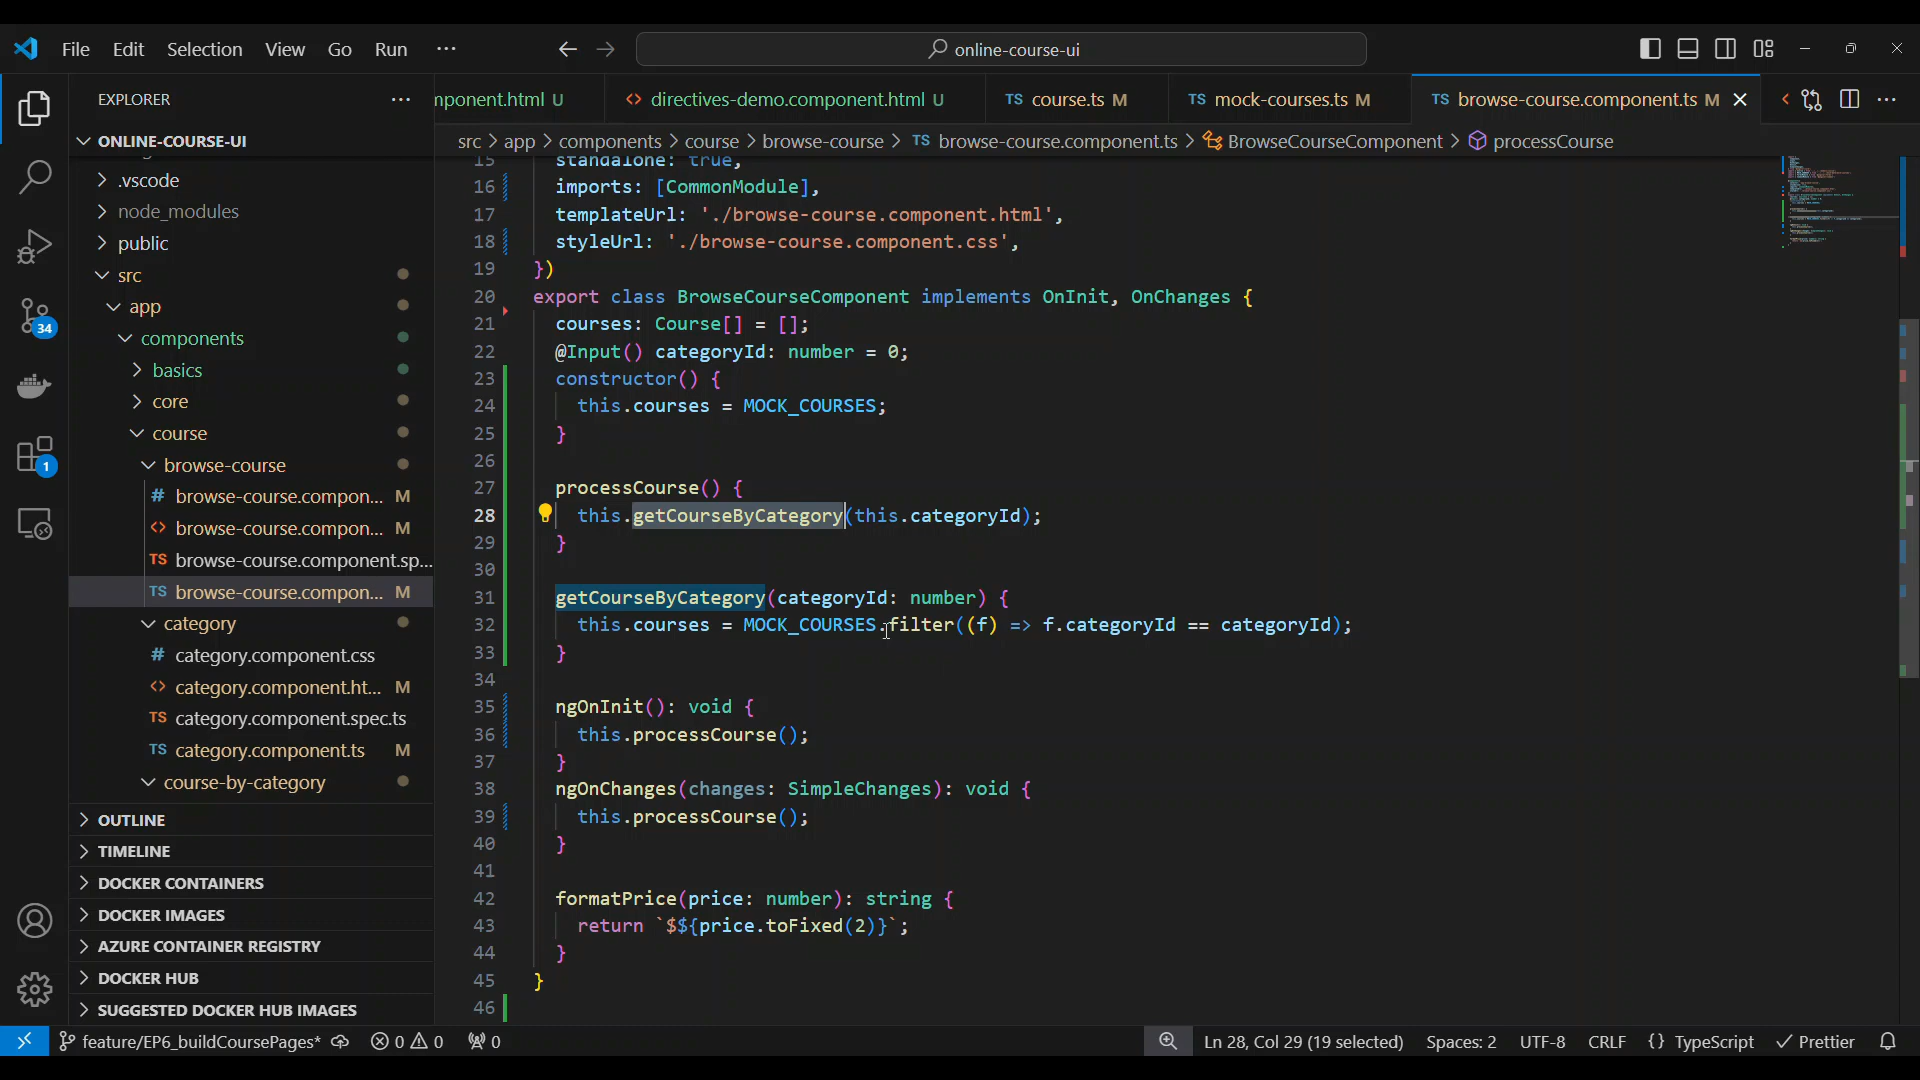 File Edit Selection View Go Run ...
online-course-ui
EXPLORER
mponent.html U
directives-demo.component.html U
TS course.ts M
TS mock-courses.ts M
TS browse-course.component.ts M
ONLINE-COURSE-UI
src > app > components > course > browse-course > TS browse-course.component.ts > BrowseCourseComponent > processCourse
.vscode
node_modules
public
src
app
components
basics
core
course
browse-course
# browse-course.compon... M
<> browse-course.compon... M
TS browse-course.component.sp...
TS browse-course.compon... M
category
# category.component.css
<> category.component.ht... M
TS category.component.spec.ts
TS category.component.ts M
course-by-category
OUTLINE
TIMELINE
DOCKER CONTAINERS
DOCKER IMAGES
AZURE CONTAINER REGISTRY
DOCKER HUB
SUGGESTED DOCKER HUB IMAGES
34
1
15 standalone: true,
16 imports: [CommonModule],
17 templateUrl: './browse-course.component.html',
18 styleUrl: './browse-course.component.css',
19 })
20 export class BrowseCourseComponent implements OnInit, OnChanges {
21 courses: Course[] = [];
22 @Input() categoryId: number = 0;
23 constructor() {
24 this.courses = MOCK_COURSES;
25 }
26
27 processCourse() {
28 this.getCourseByCategory(this.categoryId);
29 }
30
31 getCourseByCategory(categoryId: number) {
32 this.courses = MOCK_COURSES.filter((f) => f.categoryId == categoryId);
33 }
34
35 ngOnInit(): void {
36 this.processCourse();
37 }
38 ngOnChanges(changes: SimpleChanges): void {
39 this.processCourse();
40 }
41
42 formatPrice(price: number): string {
43 return `$${price.toFixed(2)}`;
44 }
45 }
46
feature/EP6_buildCoursePages* 0 0 0 Ln 28, Col 29 (19 selected) Spaces: 2 UTF-8 CRLF {} TypeScript Prettier